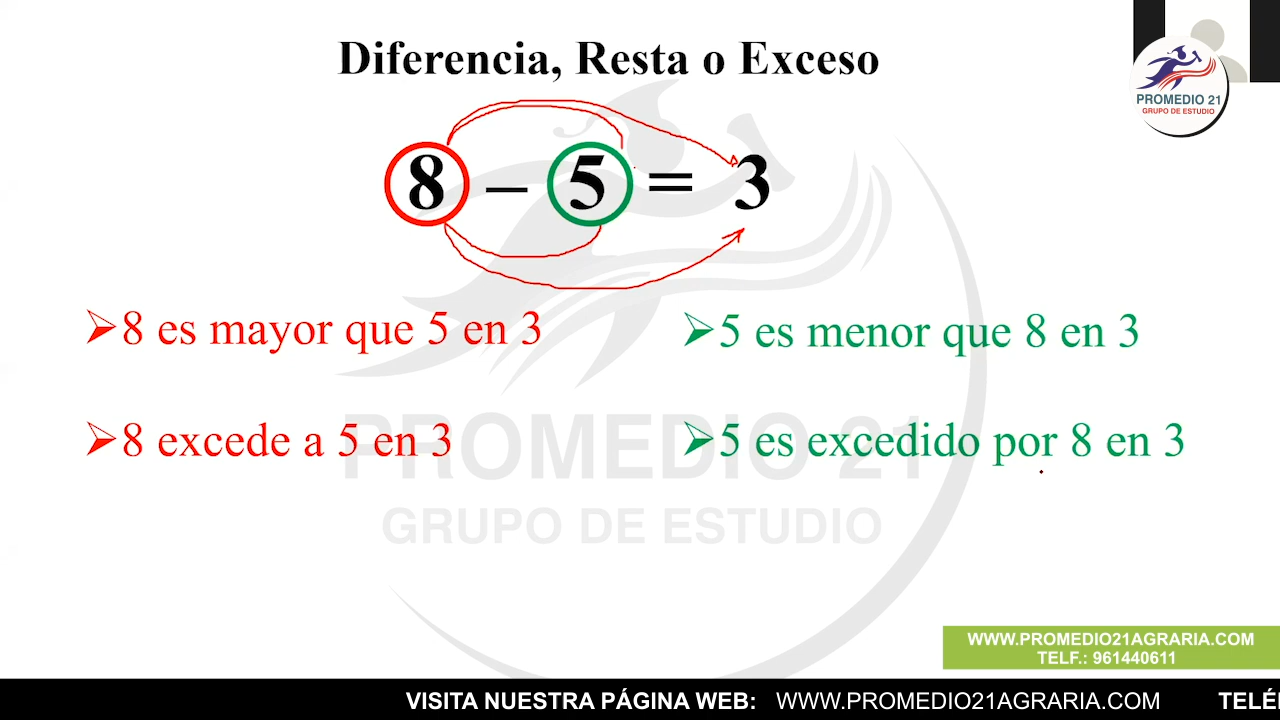 Diferencia, Resta o Exceso
PROMEDIO 21
GRUPO DE ESTUDIO
8 – 5 = 3
➢8 es mayor que 5 en 3
➢5 es menor que 8 en 3
➢8 excede a 5 en 3
➢5 es excedido por 8 en 3
PROMEDIO 21
GRUPO DE ESTUDIO
WWW.PROMEDIO21AGRARIA.COM
TELF.: 961440611
VISITA NUESTRA PÁGINA WEB: WWW.PROMEDIO21AGRARIA.COM TELÉ